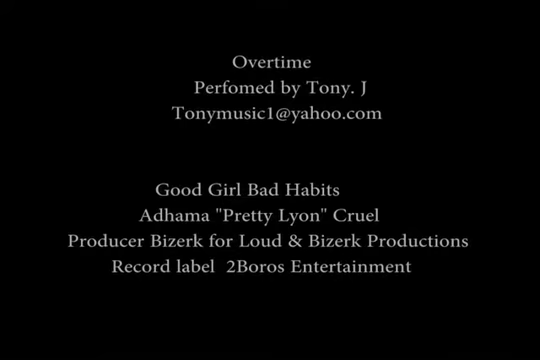 Overtime
Perfomed by Tony. J
Tonymusic1@yahoo.com
Good Girl Bad Habits
Adhama "Pretty Lyon" Cruel
Producer Bizerk for Loud & Bizerk Productions
Record label 2Boros Entertainment